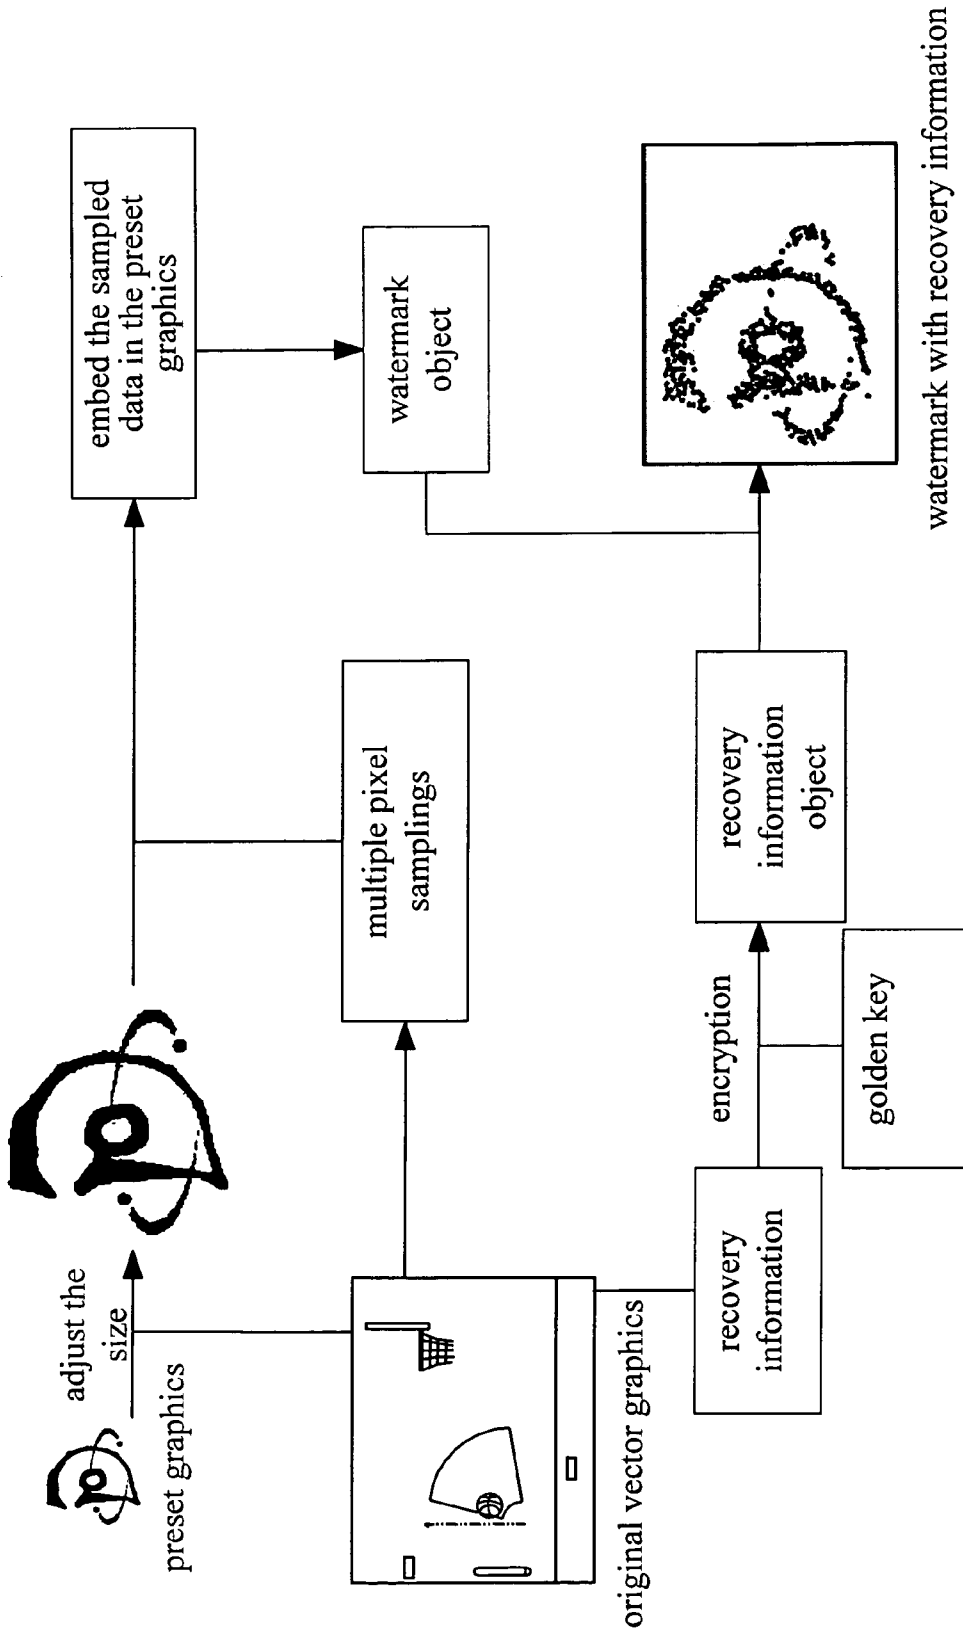 adjust the
size
preset graphics
embed the sampled
data in the preset
graphics
multiple pixel
samplings
watermark
object
original vector graphics
recovery
information
encryption
golden key
recovery
information
object
watermark with recovery information